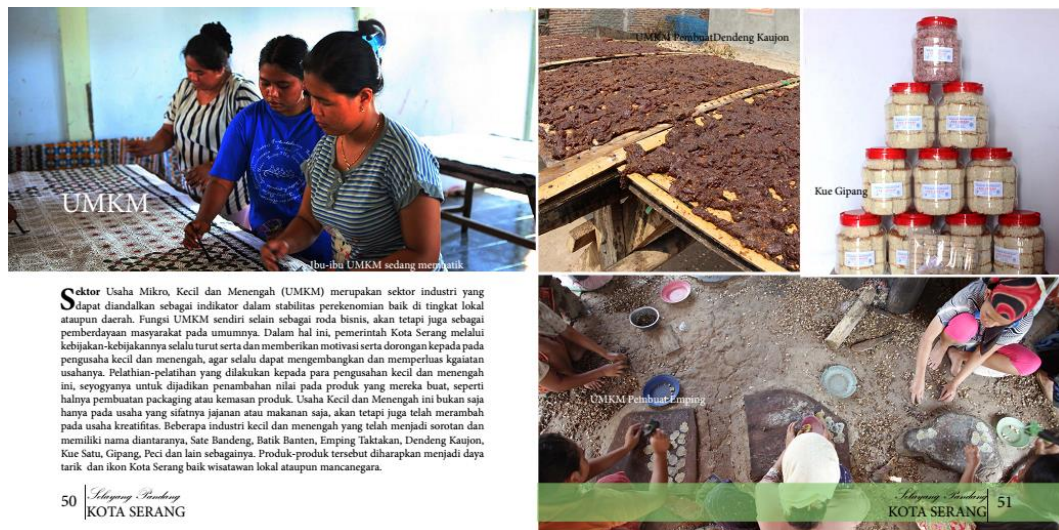 UMKM
Ibu-ibu UMKM sedang membatik
Sektor Usaha Mikro, Kecil dan Menengah (UMKM) merupakan sektor industri yang
dapat diandalkan sebagai indikator dalam stabilitas perekenomian baik di tingkat lokal
ataupun daerah. Fungsi UMKM sendiri selain sebagai roda bisnis, akan tetapi juga sebagai
pemberdayaan masyarakat pada umumnya. Dalam hal ini, pemerintah Kota Serang melalui
kebijakan-kebijakannya selalu turut serta dan memberikan motivasi serta dorongan kepada pada
pengusaha kecil dan menengah, agar selalu dapat mengembangkan dan memperluas kgaiatan
usahanya. Pelathian-pelatihan yang dilakukan kepada para pengusahan kecil dan menengah
ini, seyogyanya untuk dijadikan penambahan nilai pada produk yang mereka buat, seperti
halnya pembuatan packaging atau kemasan produk. Usaha Kecil dan Menengah ini bukan saja
hanya pada usaha yang sifatnya jajanan atau makanan saja, akan tetapi juga telah merambah
pada usaha kreatifitas. Beberapa industri kecil dan menengah yang telah menjadi sorotan dan
memiliki nama diantaranya, Sate Bandeng, Batik Banten, Emping Taktakan, Dendeng Kaujon,
Kue Satu, Gipang, Peci dan lain sebagainya. Produk-produk tersebut diharapkan menjadi daya
tarik dan ikon Kota Serang baik wisatawan lokal ataupun mancanegara.
50
Selayang Pandang
KOTA SERANG
UMKM PembuatDendeng Kaujon
Kue Gipang
UMKM Pembuat Emping
Selayang Pandang
KOTA SERANG
51